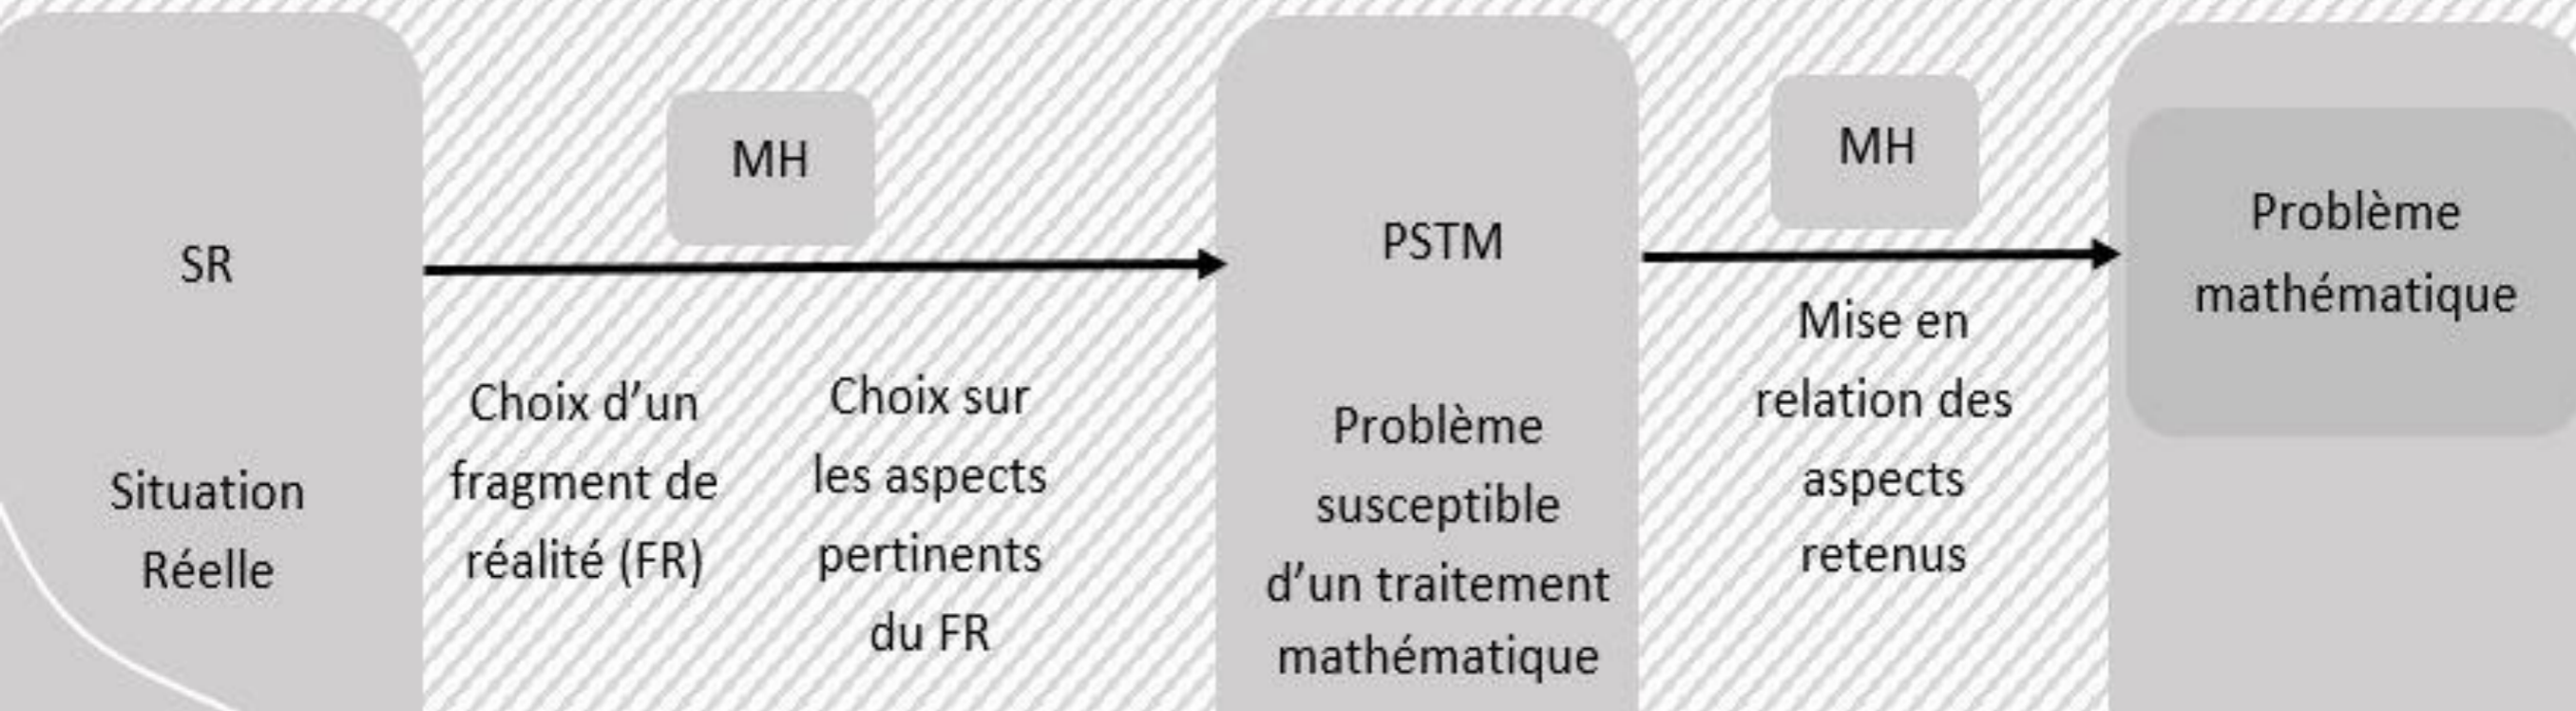 SR
Situation
Réelle
MH
Choix d’un
fragment de
réalité (FR)
Choix sur
les aspects
pertinents
du FR
PSTM
Problème
susceptible
d’un traitement
mathématique
MH
Mise en
relation des
aspects
retenus
Problème
mathématique